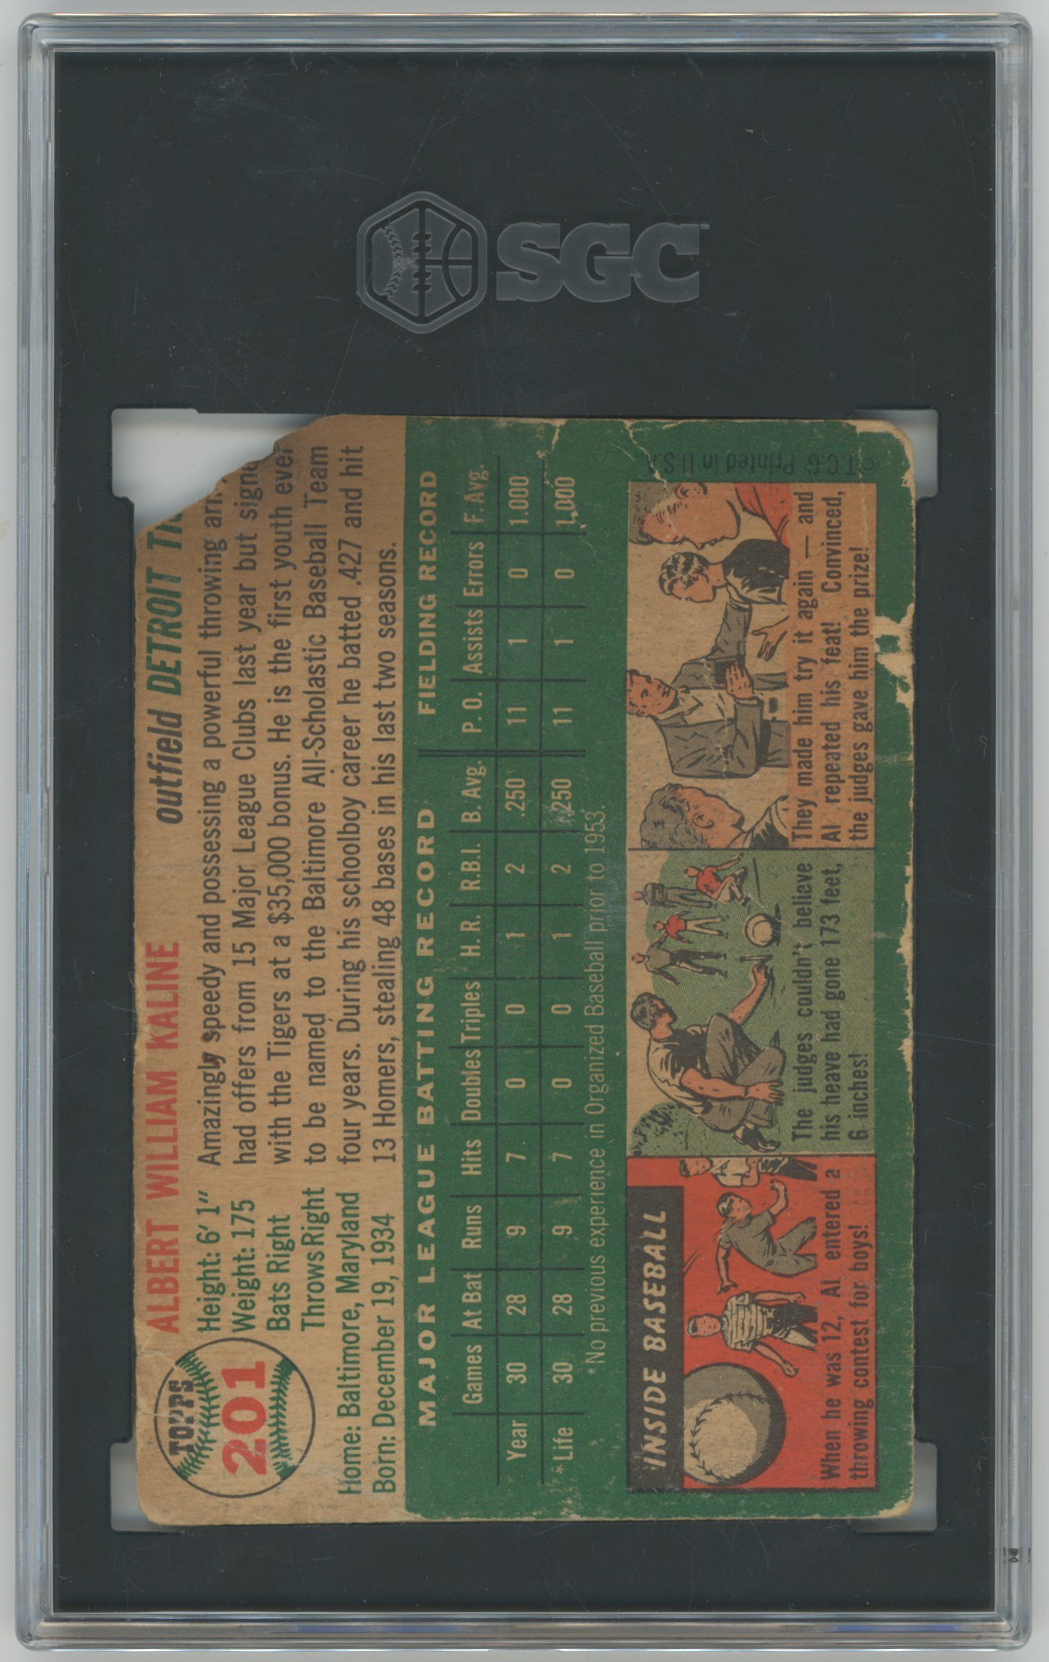 SGC
TOPPS
201
ALBERT WILLIAM KALINE
outfield DETROIT
Height: 6' 1"
Weight: 175
Bats Right
Throws Right
Home: Baltimore, Maryland
Born: December 19, 1934
Amazingly speedy and possessing a powerful throwing
had offers from 15 Major League Clubs last year but
with the Tigers at a $35,000 bonus. He is the first youth ever
to be named to the Baltimore All-Scholastic Baseball Team
four years. During his schoolboy career he batted .427 and hit
13 Homers, stealing 48 bases in his last two seasons.
MAJOR LEAGUE BATTING RECORD FIELDING RECORD
Games At Bat Runs Hits Doubles Triples H. R. R.B.I. B. Avg. P. O. Assists Errors F. Avg.
Year 30 28 9 7 0 0 1 2 .250 11 1 0 1.000
*Life 30 28 9 7 0 0 1 2 .250 11 1 0 1.000
*No previous experience in Organized Baseball prior to 1953.
INSIDE BASEBALL
When he was 12, Al entered a
throwing contest for boys!
The judges couldn't believe
his heave had gone 173 feet,
6 inches!
They made him try it again — and
Al repeated his feat! Convinced,
the judges gave him the prize!
©T.C.G. Printed in U.S.A.